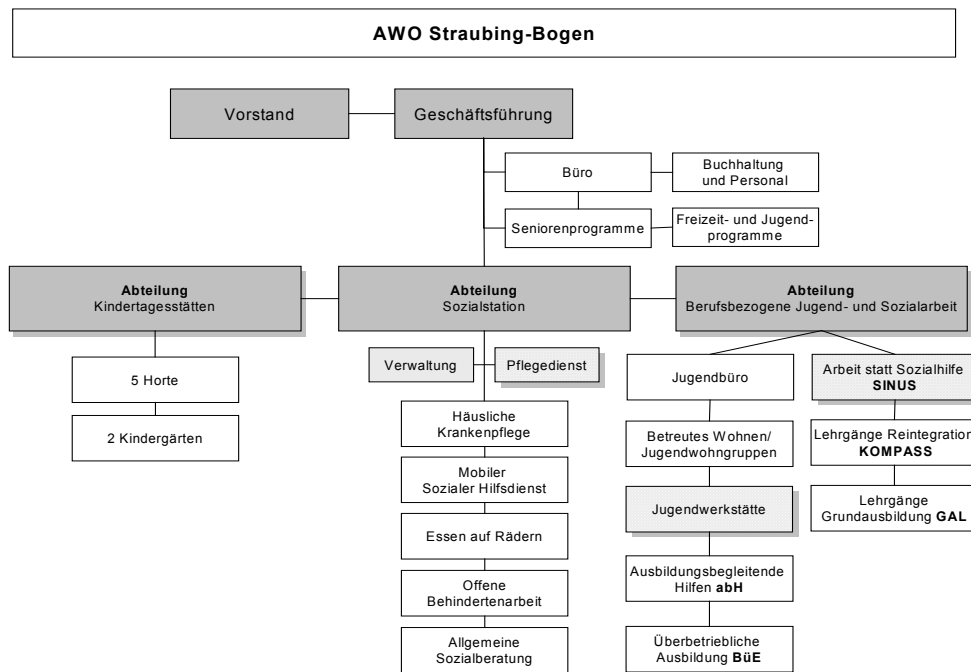 AWO Straubing-Bogen
Vorstand
Geschäftsführung
Büro
Buchhaltung
und Personal
Seniorenprogramme
Freizeit- und Jugend-
programme
Abteilung
Kindertagesstätten
Abteilung
Sozialstation
Abteilung
Berufsbezogene Jugend- und Sozialarbeit
5 Horte
2 Kindergärten
Verwaltung
Pflegedienst
Häusliche
Krankenpflege
Mobiler
Sozialer Hilfsdienst
Essen auf Rädern
Offene
Behindertenarbeit
Allgemeine
Sozialberatung
Jugendbüro
Betreutes Wohnen/
Jugendwohngruppen
Jugendwerkstätte
Ausbildungsbegleitende
Hilfen abH
Überbetriebliche
Ausbildung BüE
Arbeit statt Sozialhilfe
SINUS
Lehrgänge Reintegration
KOMPASS
Lehrgänge
Grundausbildung GAL